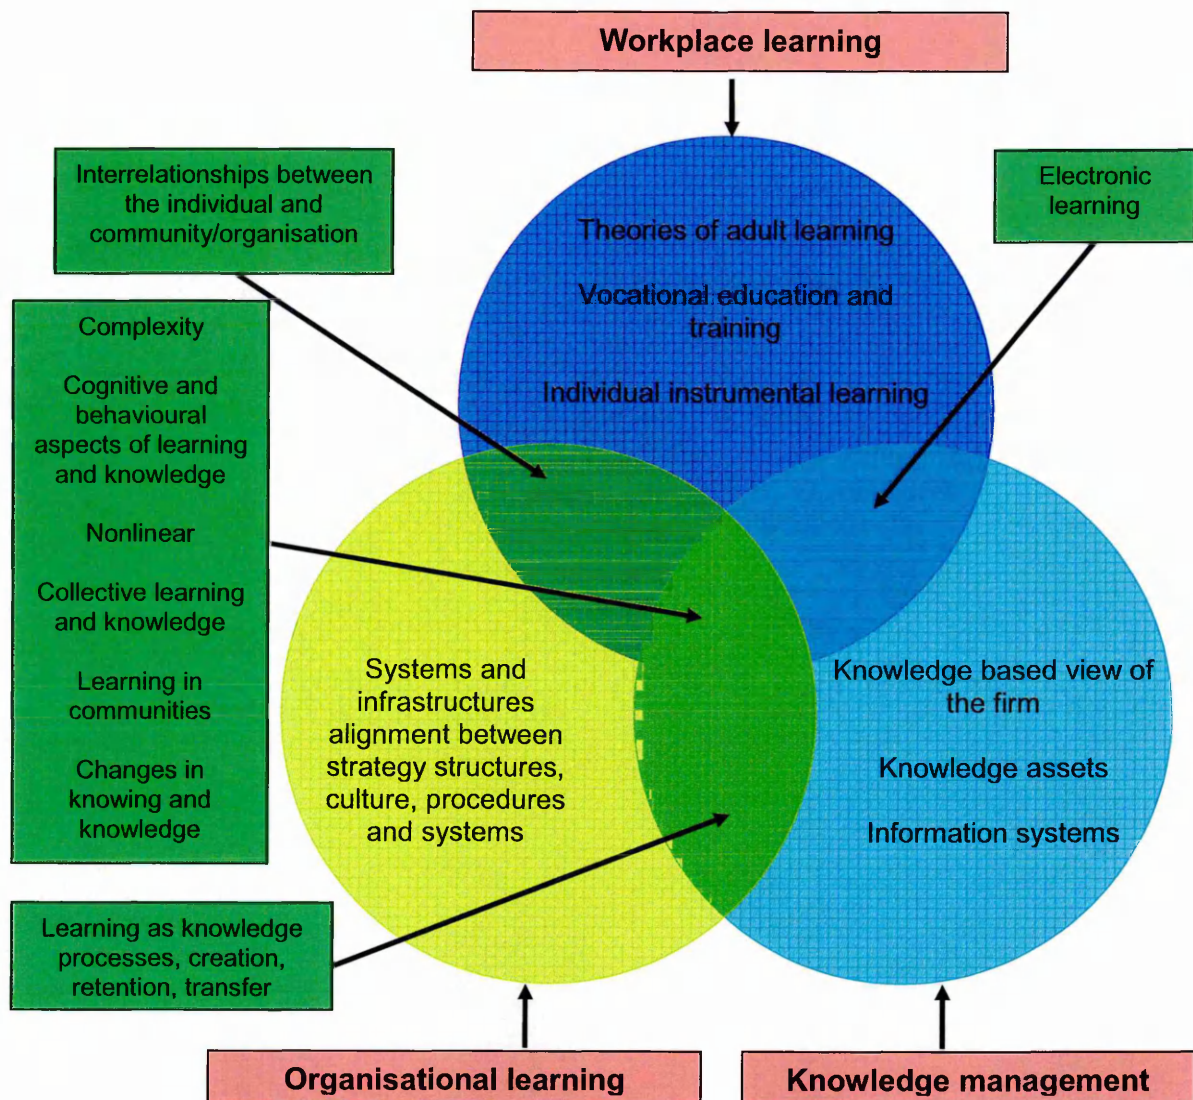 Workplace learning
Interrelationships between
the individual and
community/organisation
Electronic
learning
Theories of adult learning
Vocational education and
training
Individual instrumental learning
Complexity
Cognitive and
behavioural
aspects of learning
and knowledge
Nonlinear
Collective learning
and knowledge
Learning in
communities
Changes in
knowing and
knowledge
Systems and
infrastructures
alignment between
strategy structures,
culture, procedures
and systems
Knowledge based view of
the firm
Knowledge assets
Information systems
Learning as knowledge
processes, creation,
retention, transfer
Organisational learning
Knowledge management